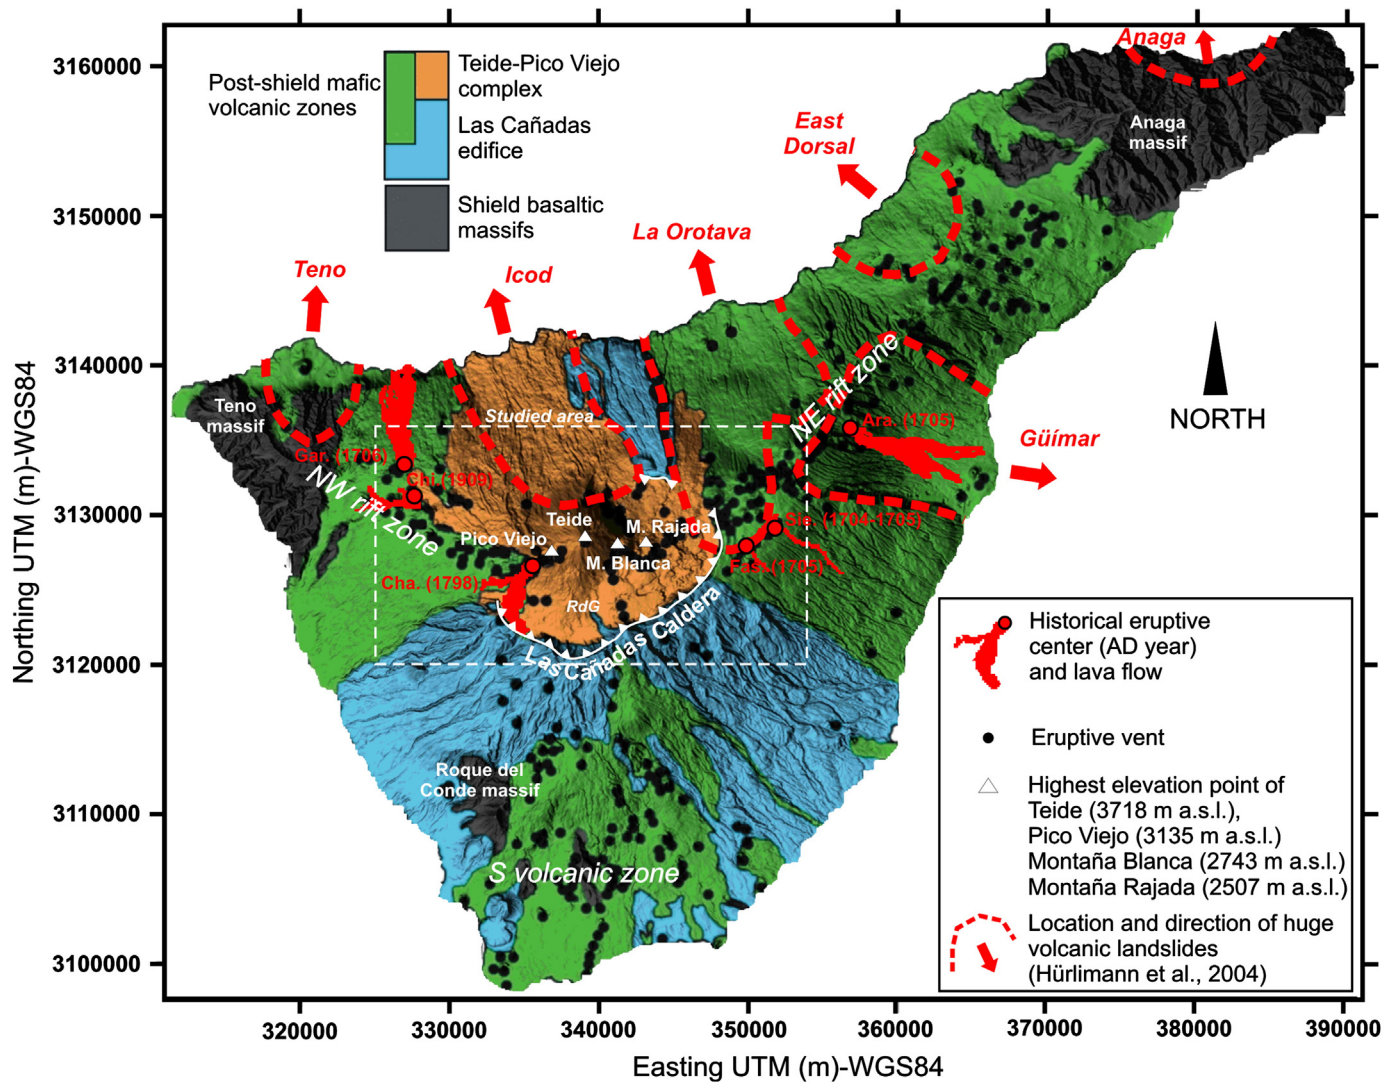 Post-shield mafic
volcanic zones
Teide-Pico Viejo
complex
Las Cañadas
edifice
Shield basaltic
massifs
Anaga
Anaga
massif
East
Dorsal
La Orotava
Icod
Teno
Teno
massif
Studied area
Gar. (1706)
Chi.(1909)
NW rift zone
NE rift zone
Ara. (1705)
Güímar
Sie. (1704-1705)
Fas.(1705)
Teide
M. Rajada
Pico Viejo
M. Blanca
Cha. (1798)
RdG
Las Cañadas Caldera
Roque del
Conde massif
S volcanic zone
NORTH
Historical eruptive
center (AD year)
and lava flow
Eruptive vent
Highest elevation point of
Teide (3718 m a.s.l.),
Pico Viejo (3135 m a.s.l.)
Montaña Blanca (2743 m a.s.l.)
Montaña Rajada (2507 m a.s.l.)
Location and direction of huge
volcanic landslides
(Hürlimann et al., 2004)
Northing UTM (m)-WGS84
3160000
3150000
3140000
3130000
3120000
3110000
3100000
320000 330000 340000 350000 360000 370000 380000 390000
Easting UTM (m)-WGS84